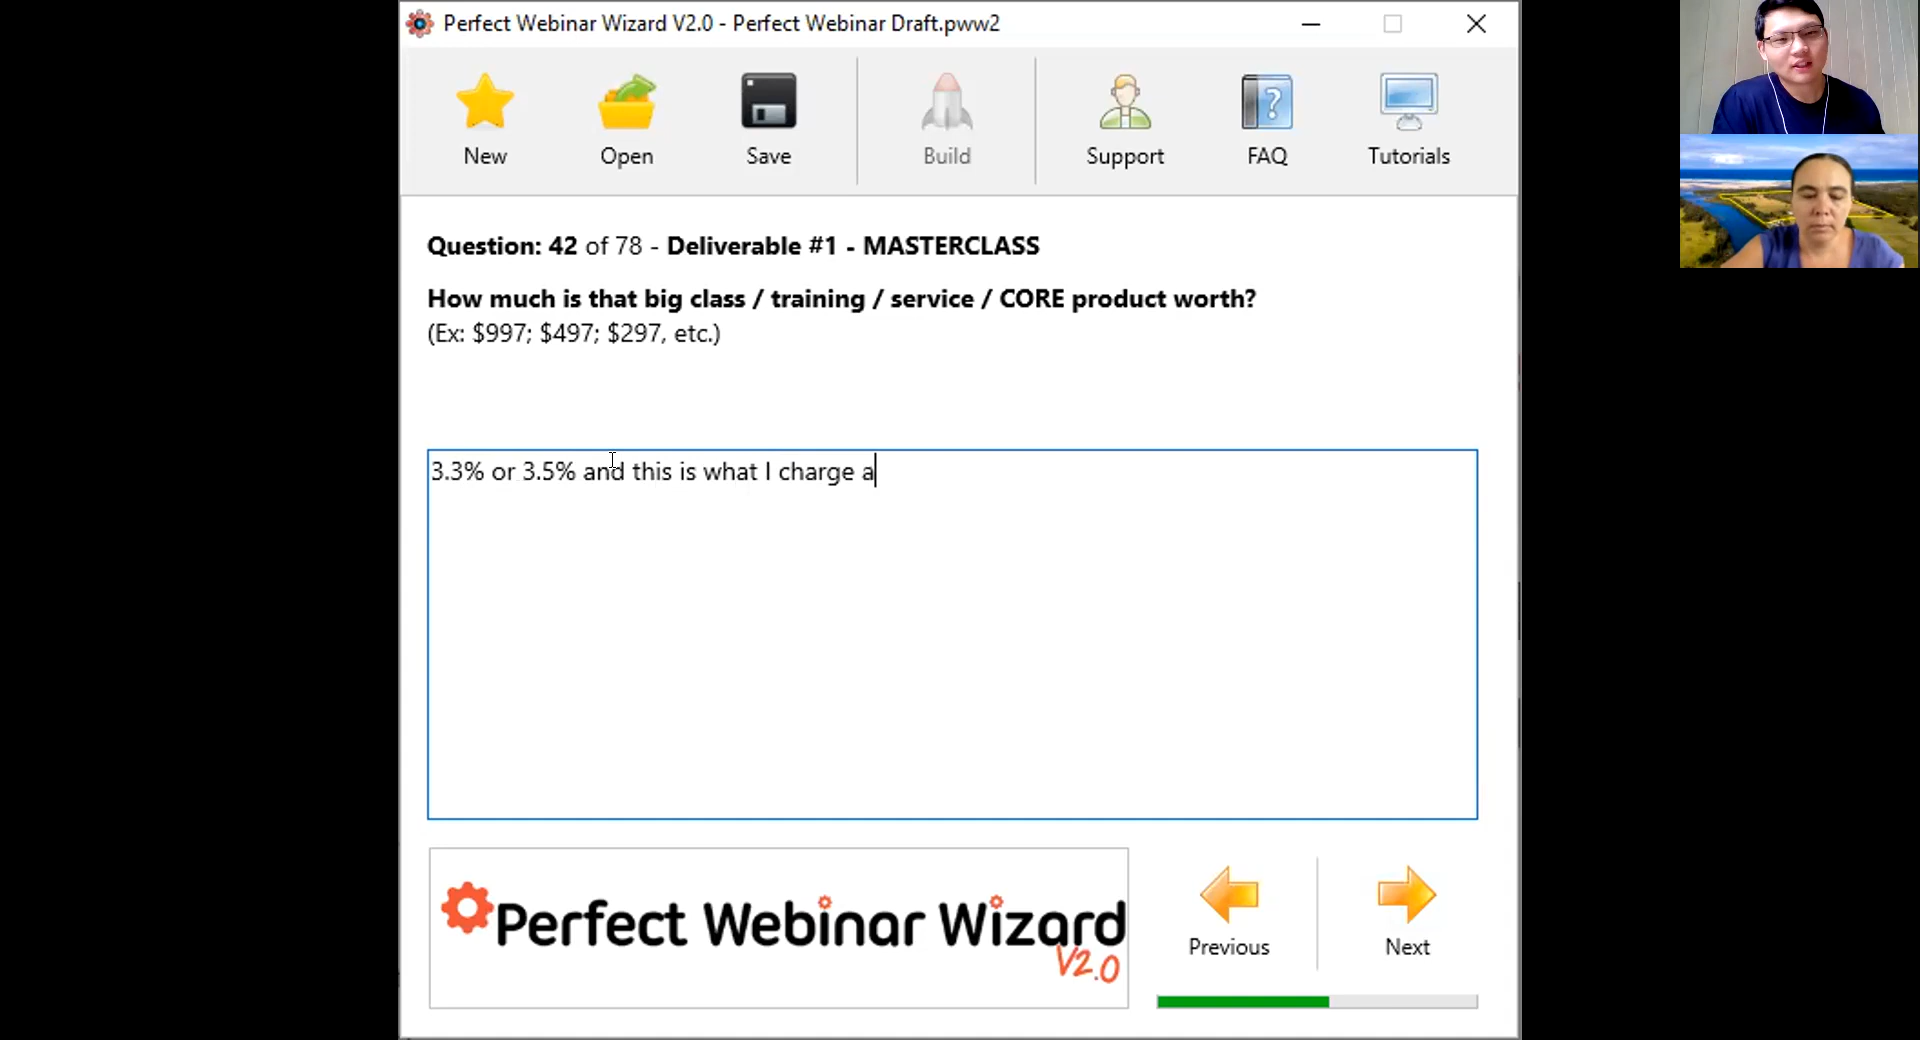 Perfect Webinar Wizard V2.0 - Perfect Webinar Draft.pww2
New Open Save Build Support FAQ Tutorials
Question: 42 of 78 - Deliverable #1 - MASTERCLASS
How much is that big class / training / service / CORE product worth?
(Ex: $997; $497; $297, etc.)
3.3% or 3.5% and this is what I charge a
Perfect Webinar Wizard
V2.0
Previous Next